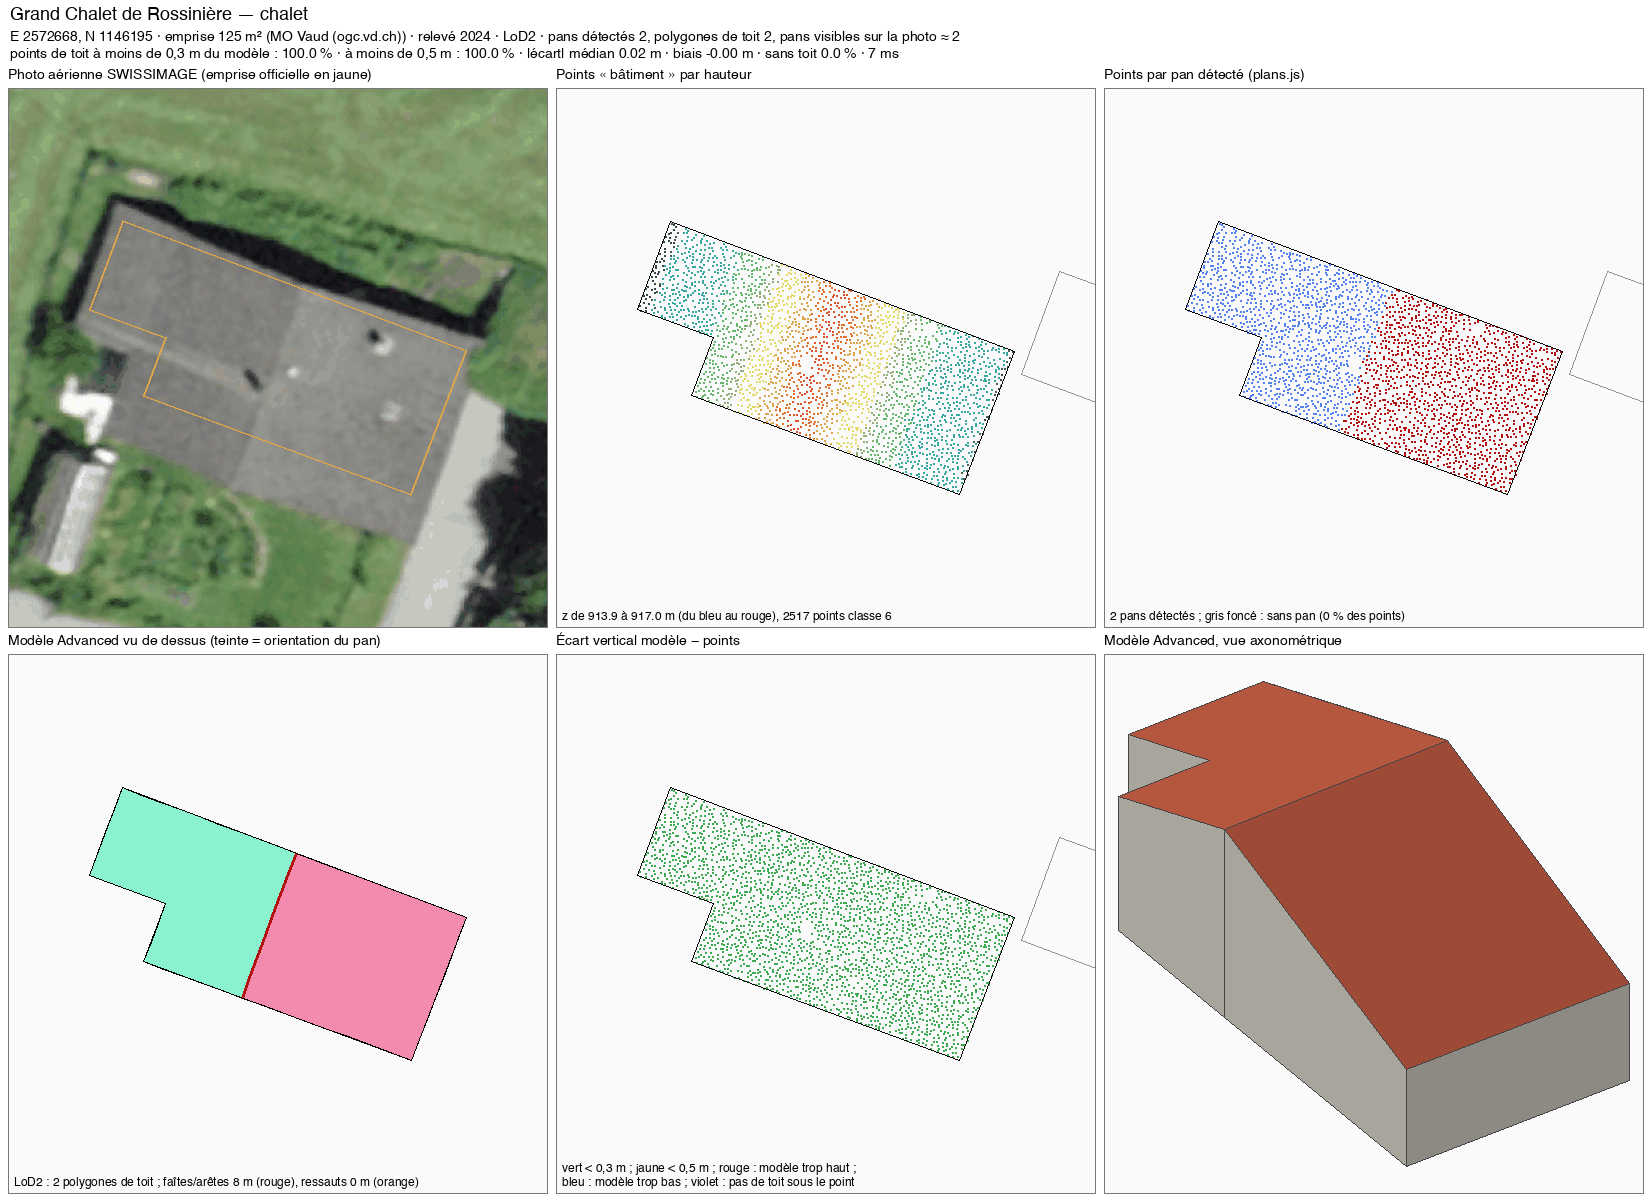 Grand Chalet de Rossinière — chalet
E 2572668, N 1146195 · emprise 125 m² (MO Vaud (ogc.vd.ch)) · relevé 2024 · LoD2 · pans détectés 2, polygones de toit 2, pans visibles sur la photo ≈ 2
points de toit à moins de 0,3 m du modèle : 100.0 % · à moins de 0,5 m : 100.0 % · |écart| médian 0.02 m · biais -0.00 m · sans toit 0.0 % · 7 ms
Photo aérienne SWISSIMAGE (emprise officielle en jaune)
Points « bâtiment » par hauteur
Points par pan détecté (plans.js)
z de 913.9 à 917.0 m (du bleu au rouge), 2517 points classe 6
2 pans détectés ; gris foncé : sans pan (0 % des points)
Modèle Advanced vu de dessus (teinte = orientation du pan)
Écart vertical modèle – points
Modèle Advanced, vue axonométrique
LoD2 : 2 polygones de toit ; faîtes/arêtes 8 m (rouge), ressauts 0 m (orange)
vert < 0,3 m ; jaune < 0,5 m ; rouge : modèle trop haut ;
bleu : modèle trop bas ; violet : pas de toit sous le point